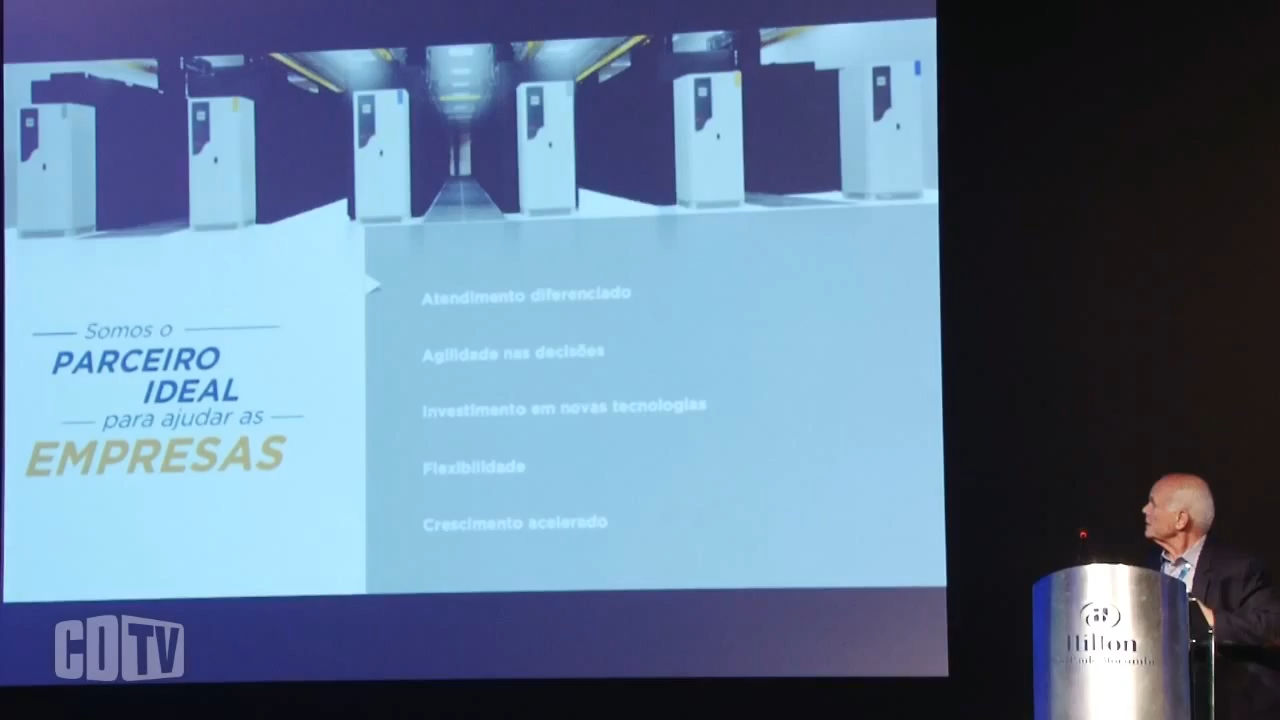 Somos o
PARCEIRO
IDEAL
para ajudar as
EMPRESAS
Atendimento diferenciado
Agilidade nas decisões
Investimento em novas tecnologias
Flexibilidade
Crescimento acelerado
Hilton
CDTV